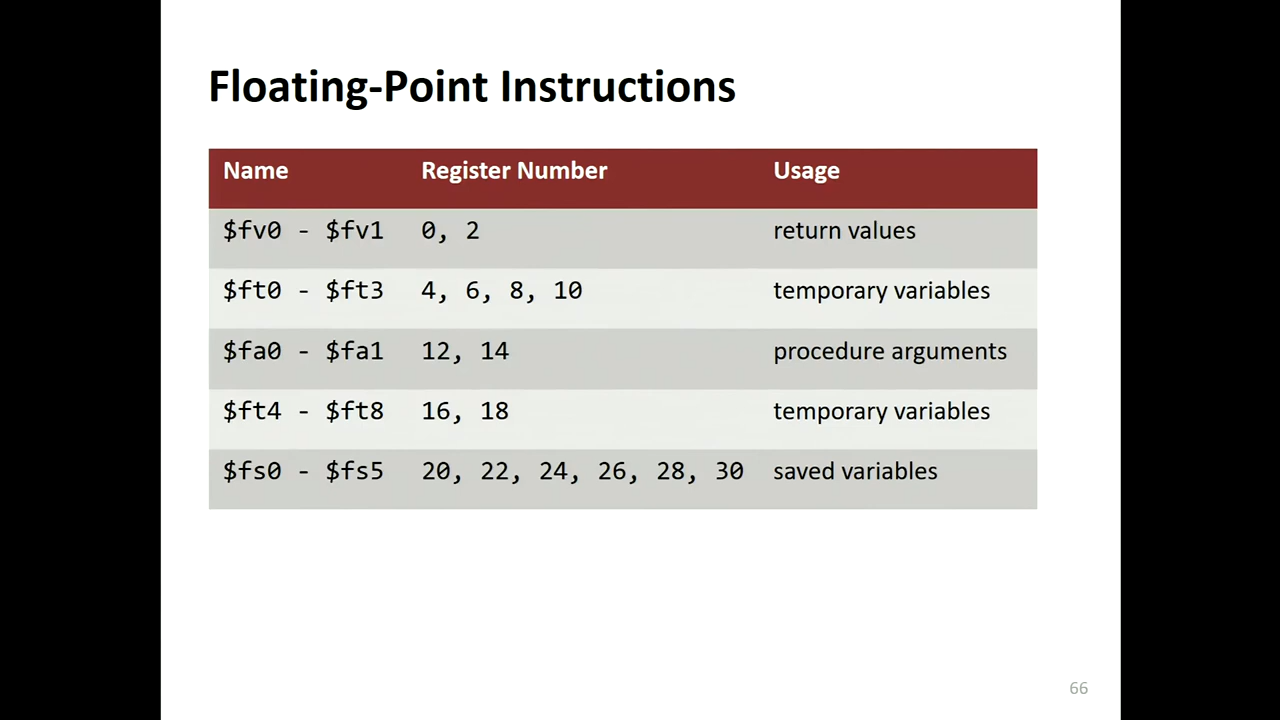 Floating-Point Instructions
Name Register Number Usage
$fv0 - $fv1 0, 2 return values
$ft0 - $ft3 4, 6, 8, 10 temporary variables
$fa0 - $fa1 12, 14 procedure arguments
$ft4 - $ft8 16, 18 temporary variables
$fs0 - $fs5 20, 22, 24, 26, 28, 30 saved variables
66